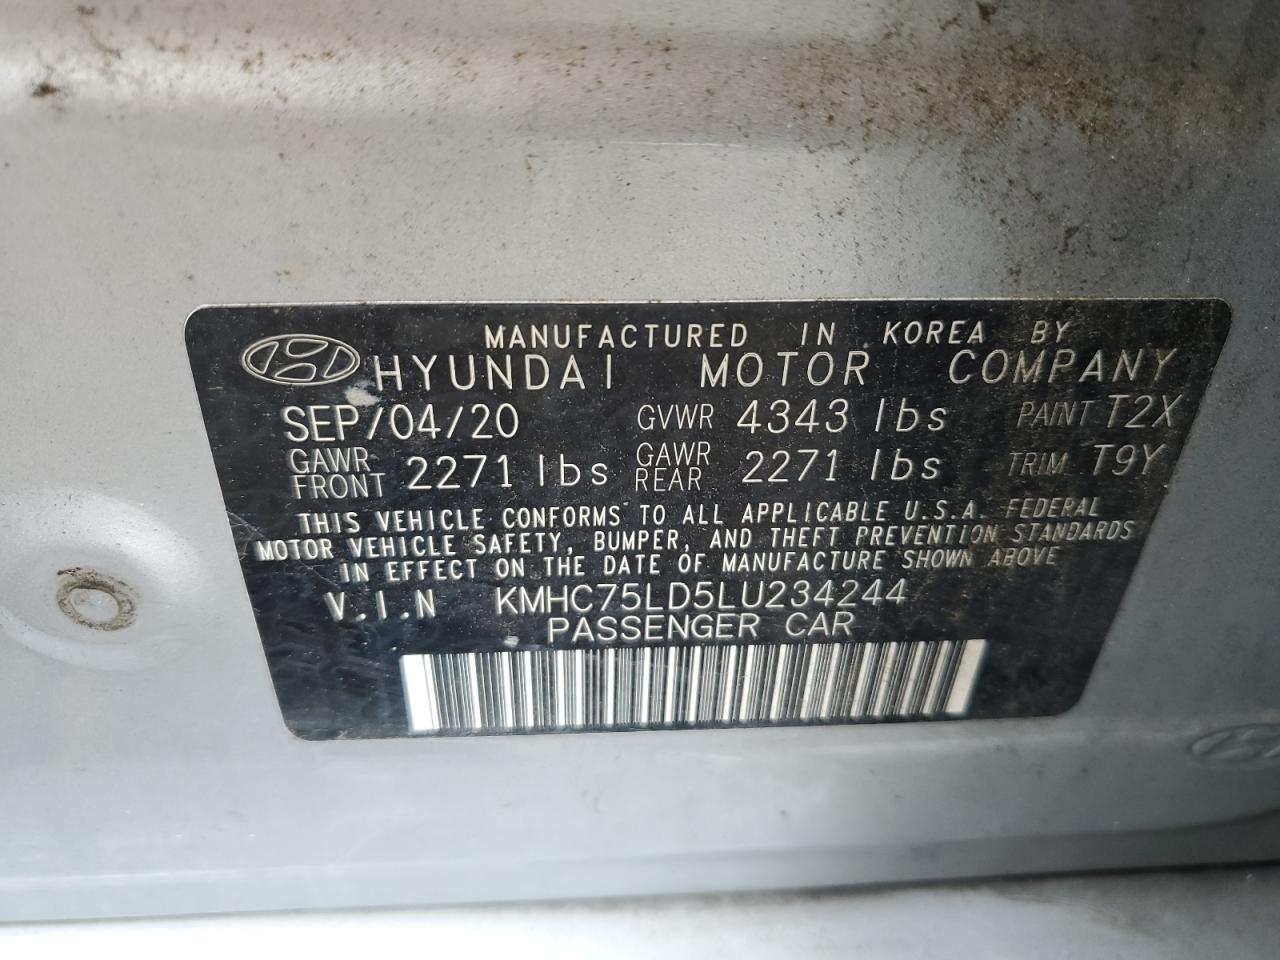 MANUFACTURED IN KOREA BY
HYUNDAI MOTOR COMPANY
SEP/04/20 GVWR 4343 lbs PAINT T2X
GAWR FRONT 2271 lbs GAWR REAR 2271 lbs TRIM T9Y
THIS VEHICLE CONFORMS TO ALL APPLICABLE U.S.A. FEDERAL
MOTOR VEHICLE SAFETY, BUMPER, AND THEFT PREVENTION STANDARDS
IN EFFECT ON THE DATE OF MANUFACTURE SHOWN ABOVE
V.I.N KMHC75LD5LU234244
PASSENGER CAR